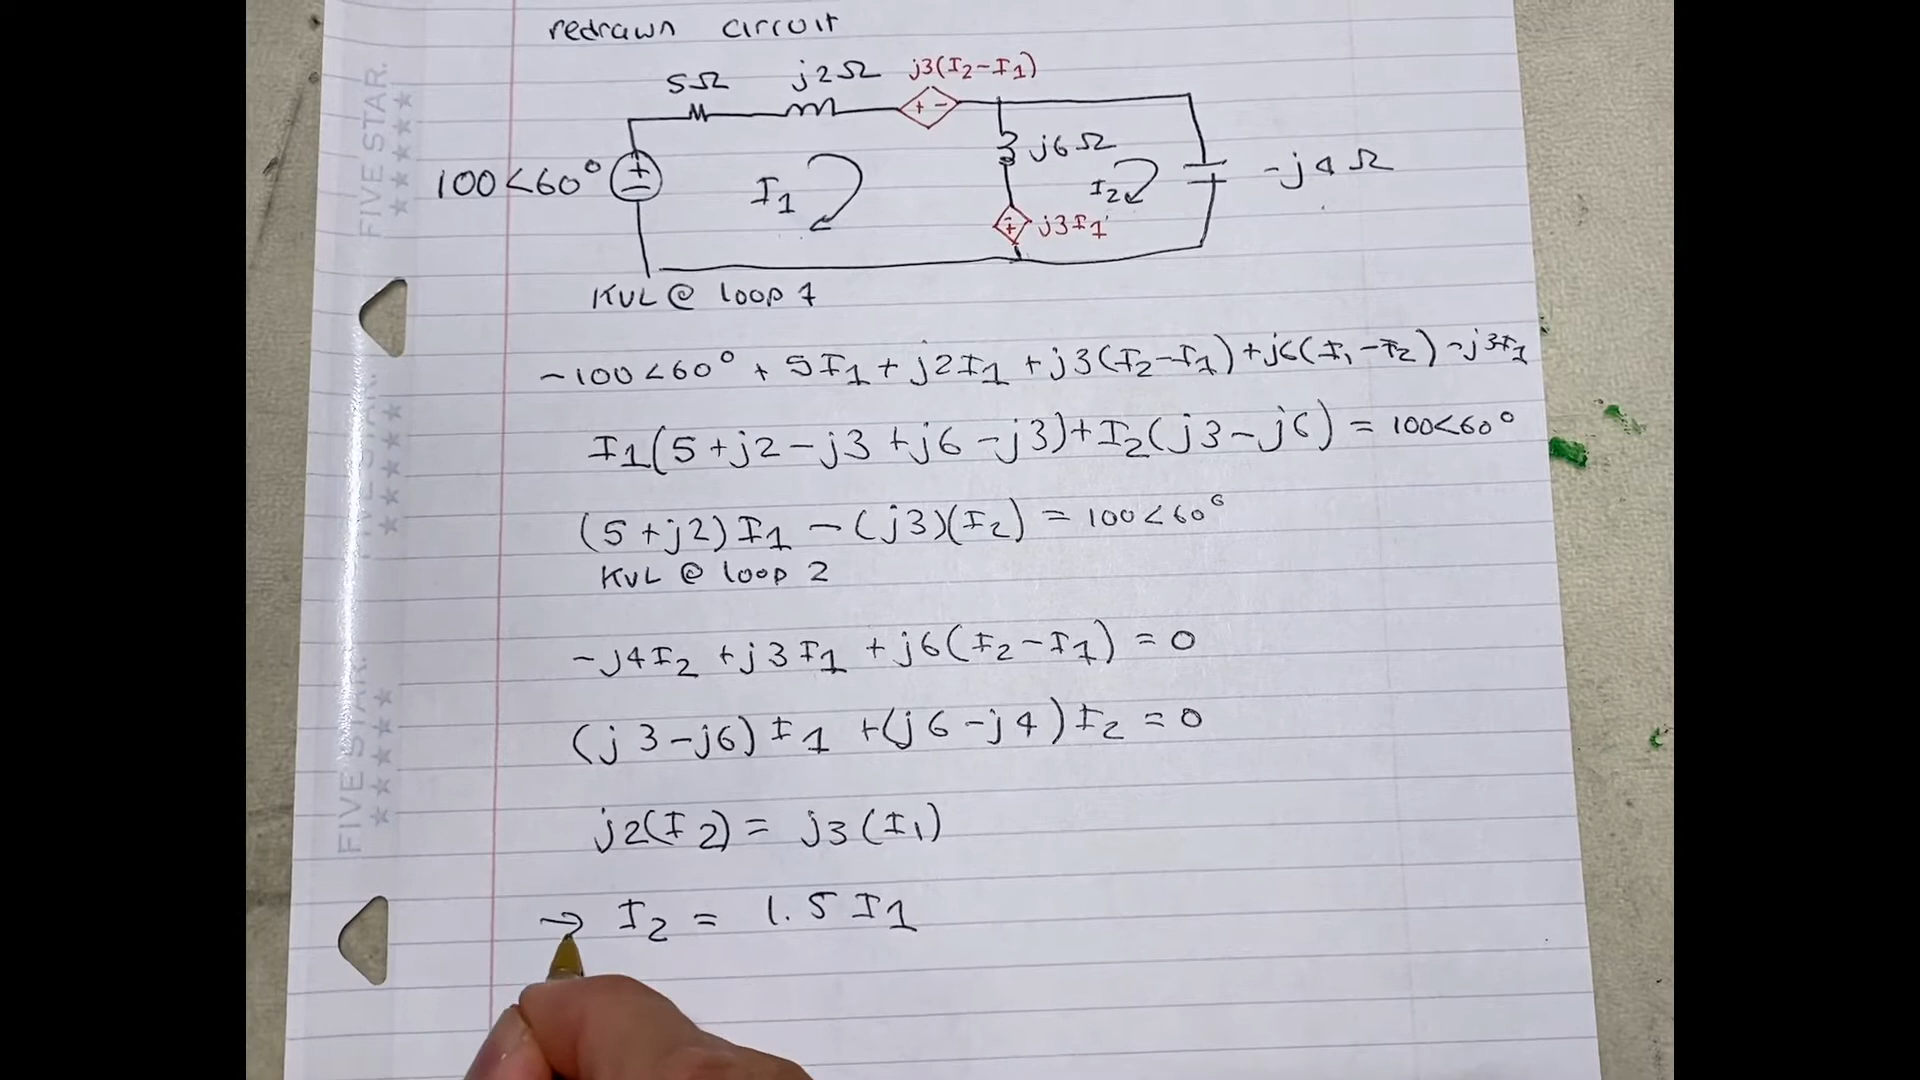 redrawn circuit
5Ω j2Ω j3(I2-I1)
+ -
100<60° + - I1 j6Ω I2 -j4Ω
- + j3I1
KVL @ loop 1
-100<60° + 5I1 + j2I1 + j3(I2-I1) + j6(I1-I2) - j3I1
I1(5+j2-j3+j6-j3)+I2(j3-j6) = 100<60°
(5+j2)I1 - (j3)(I2) = 100<60°
KVL @ loop 2
-j4I2 + j3I1 + j6(I2-I1) = 0
(j3-j6)I1 + (j6-j4)I2 = 0
j2(I2) = j3(I1)
→ I2 = 1.5 I1
FIVE STAR.
FIVE STAR.
FIVE STAR.